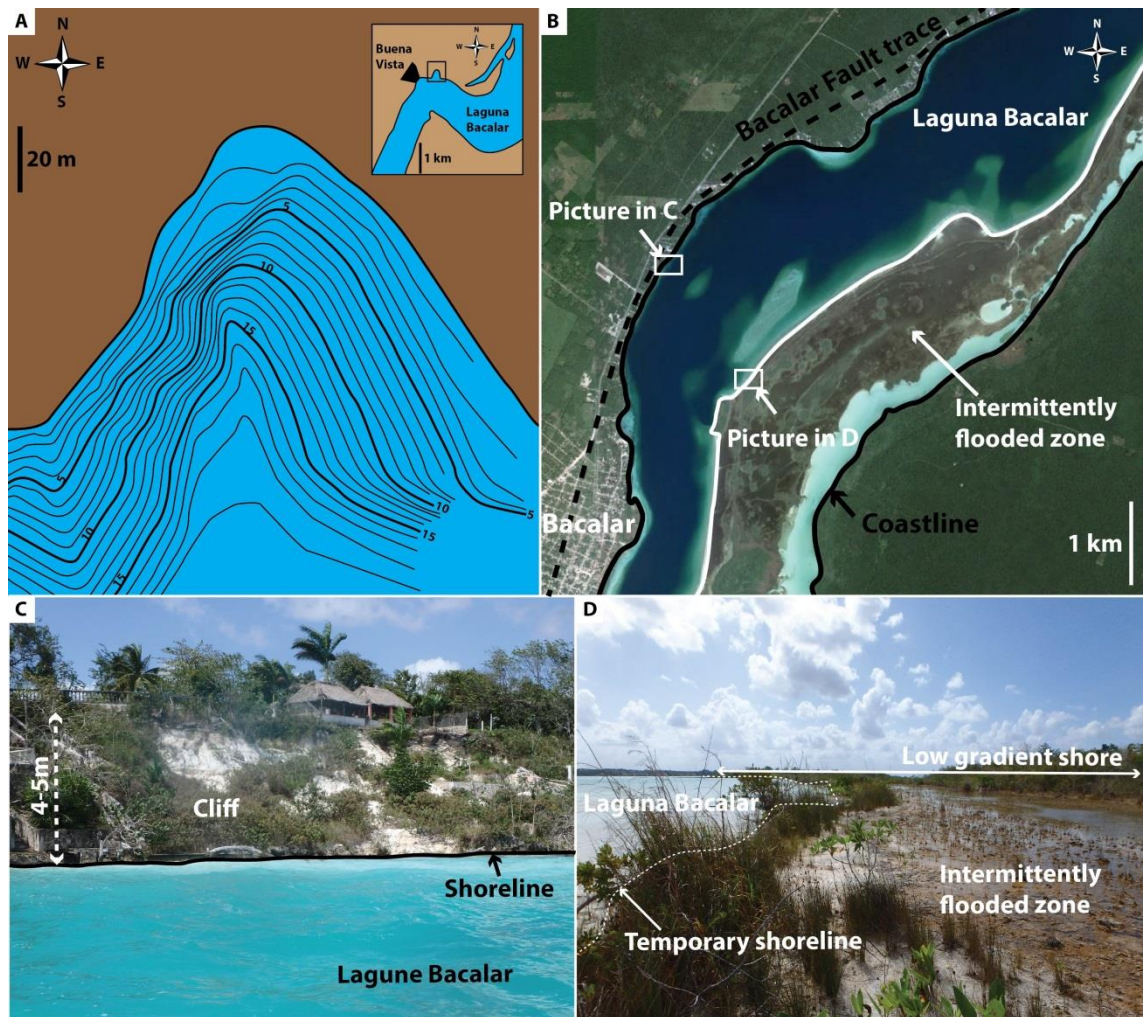 A
N
W
E
S
20 m
N
W
E
S
Buena
Vista
Laguna
Bacalar
1 km
5
10
15
5
10
15
10
15
5
B
N
W
E
S
Bacalar Fault trace
Laguna Bacalar
Picture in C
Picture in D
Intermittently
flooded zone
Bacalar
Coastline
1 km
C
4-5m
Cliff
Shoreline
Lagune Bacalar
D
Low gradient shore
Laguna Bacalar
Intermittently
flooded zone
Temporary shoreline